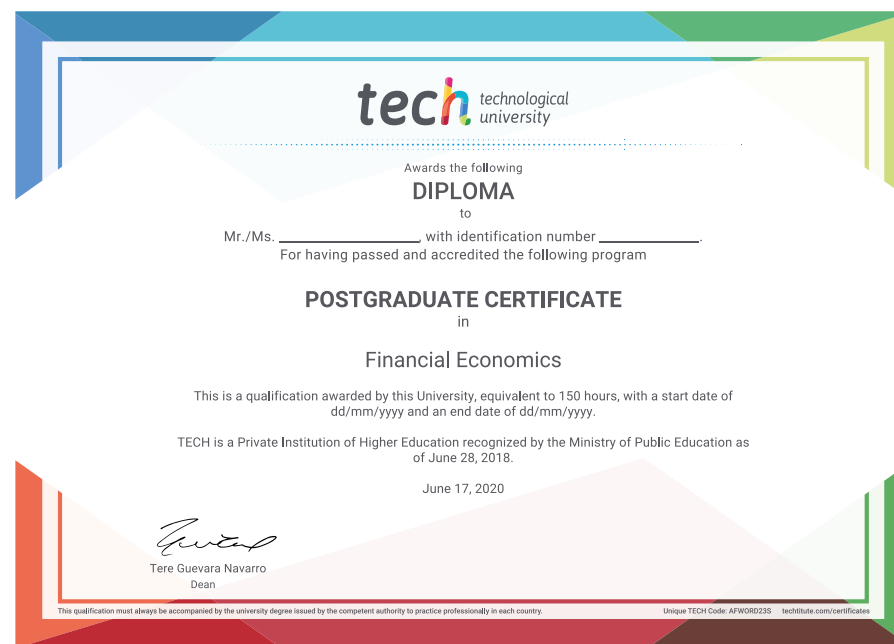 tech technological
university
Awards the following
DIPLOMA
to
Mr./Ms. ____________________, with identification number ______________.
For having passed and accredited the following program
POSTGRADUATE CERTIFICATE
in
Financial Economics
This is a qualification awarded by this University, equivalent to 150 hours, with a start date of
dd/mm/yyyy and an end date of dd/mm/yyyy.
TECH is a Private Institution of Higher Education recognized by the Ministry of Public Education as
of June 28, 2018.
June 17, 2020
Tere Guevara Navarro
Dean
This qualification must always be accompanied by the university degree issued by the competent authority to practice professionally in each country.
Unique TECH Code: AFWORD23S techtitute.com/certificates